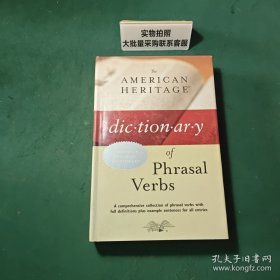 实物拍照
大批量采购联系客服
The
AMERICAN
HERITAGE®
dic·tion·ar·y
of
Phrasal
Verbs
A comprehensive collection of phrasal verbs with
full definitions plus example sentences for all entries
孔夫子旧书网